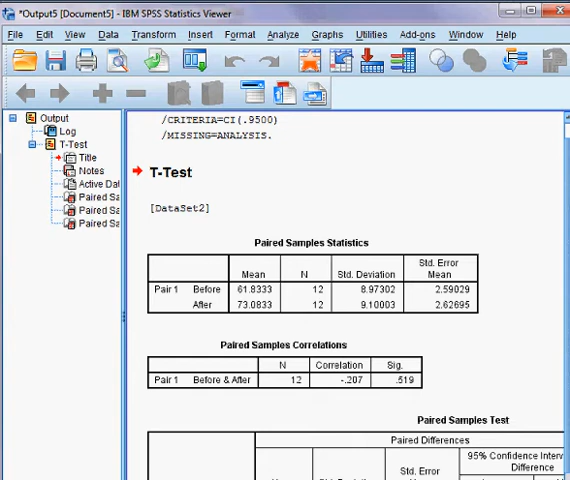 *Output5 [Document5] - IBM SPSS Statistics Viewer
File Edit View Data Transform Insert Format Graphs Analyze Utilities Add-ons Window Help
Output
Log
T-Test
Title
Notes
Active Dat
Paired Sa
Paired Sa
Paired Sa
/CRITERIA=CI(.9500)
/MISSING=ANALYSIS.
T-Test
[DataSet2]
Paired Samples Statistics
Mean N Std. Deviation Std. Error Mean
Pair 1 Before 61.8333 12 8.97302 2.59029
After 73.0833 12 9.10003 2.62695
Paired Samples Correlations
N Correlation Sig.
Pair 1 Before & After 12 -.207 .519
Paired Samples Test
Paired Differences
95% Confidence Interv
Difference
Std. Error